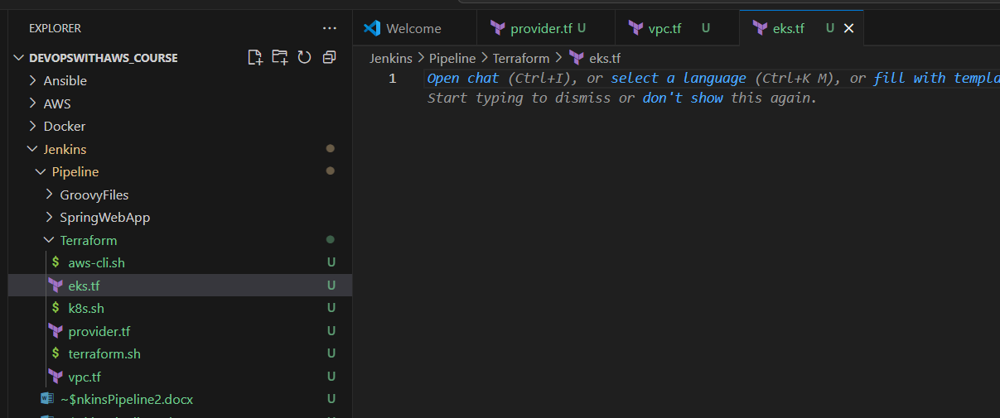 EXPLORER
DEVOPSWITHAWS_COURSE
Ansible
AWS
Docker
Jenkins
Pipeline
GroovyFiles
SpringWebApp
Terraform
$ aws-cli.sh U
eks.tf U
$ k8s.sh U
provider.tf U
$ terraform.sh U
vpc.tf U
~$nkinsPipeline2.docx U
Welcome provider.tf U vpc.tf U eks.tf U
Jenkins > Pipeline > Terraform > eks.tf
1 Open chat (Ctrl+I), or select a language (Ctrl+K M), or fill with templa
Start typing to dismiss or don't show this again.